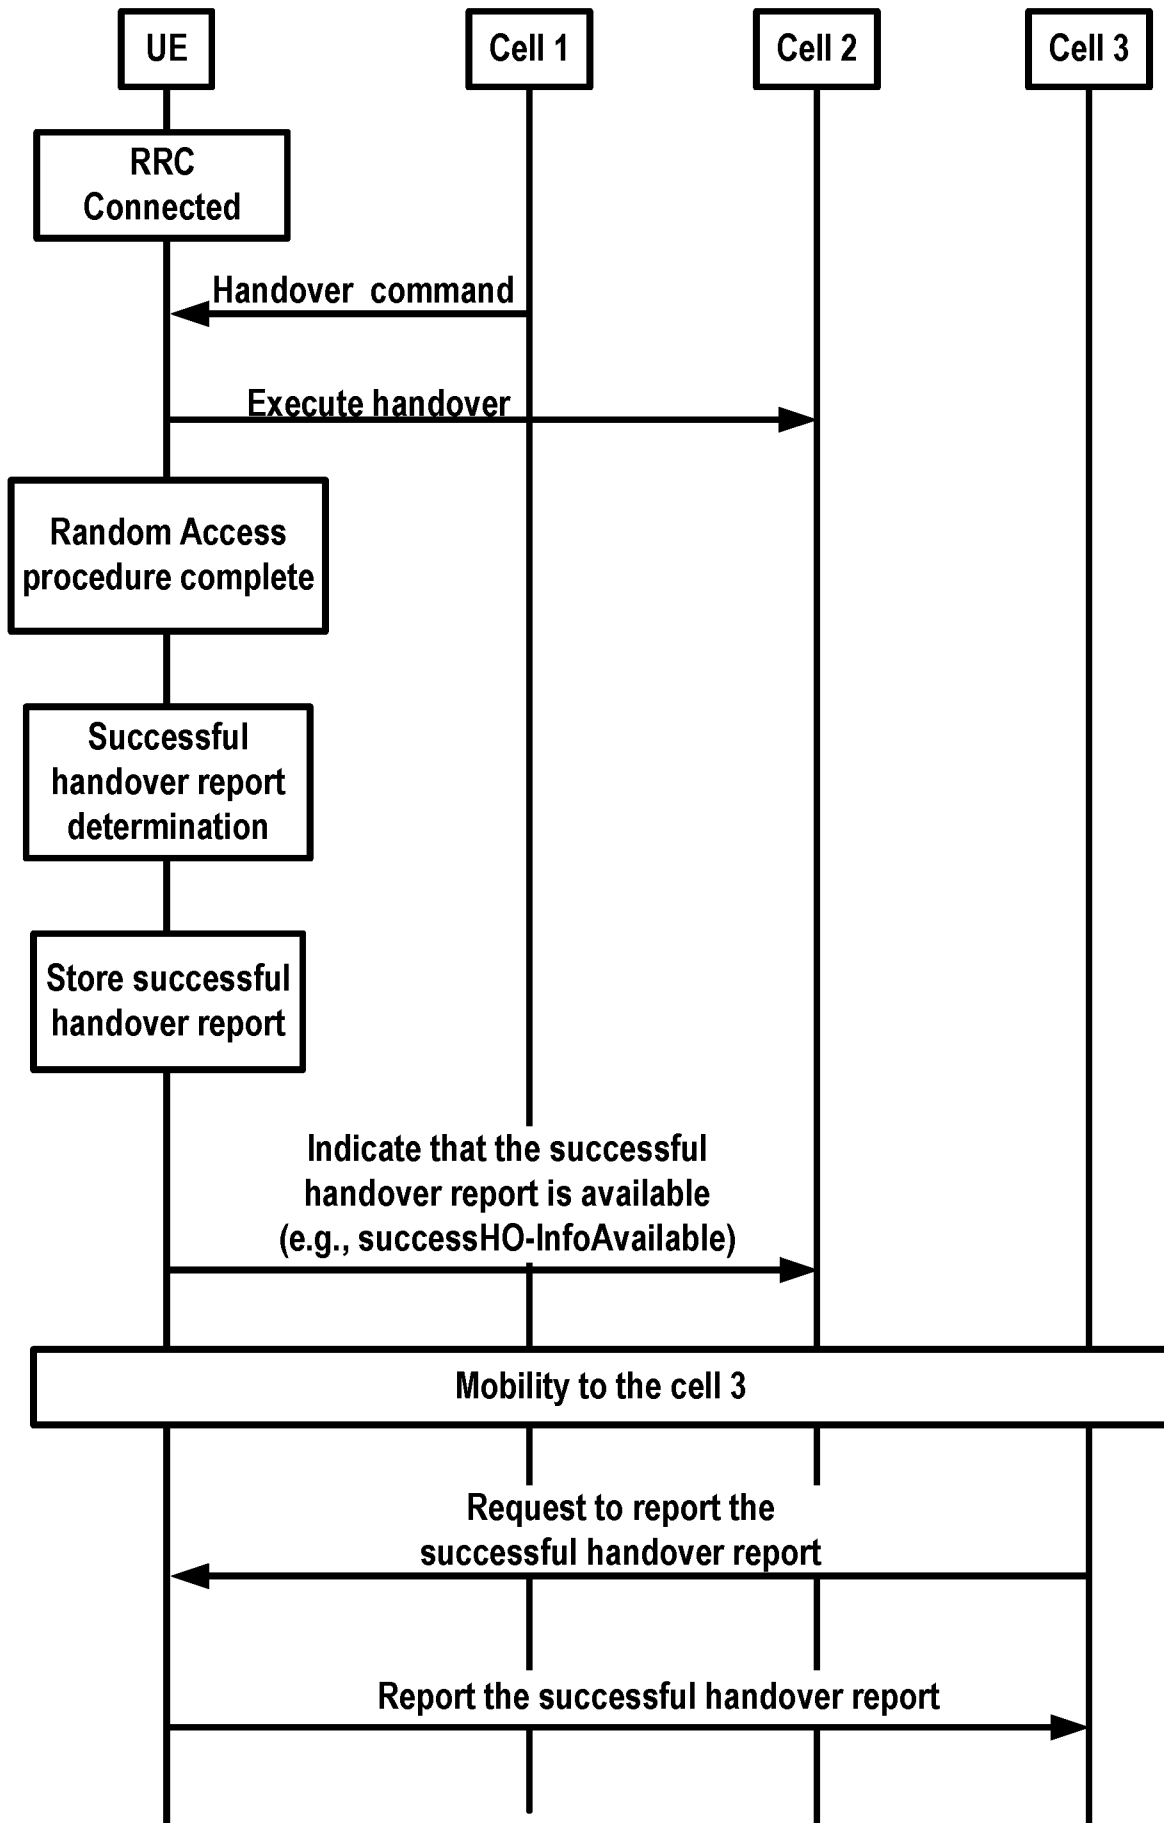 UE
Cell 1
Cell 2
Cell 3
RRC
Connected
Handover command
Execute handover
Random Access
procedure complete
Successful
handover report
determination
Store successful
handover report
Indicate that the successful
handover report is available
(e.g., successHO-InfoAvailable)
Mobility to the cell 3
Request to report the
successful handover report
Report the successful handover report